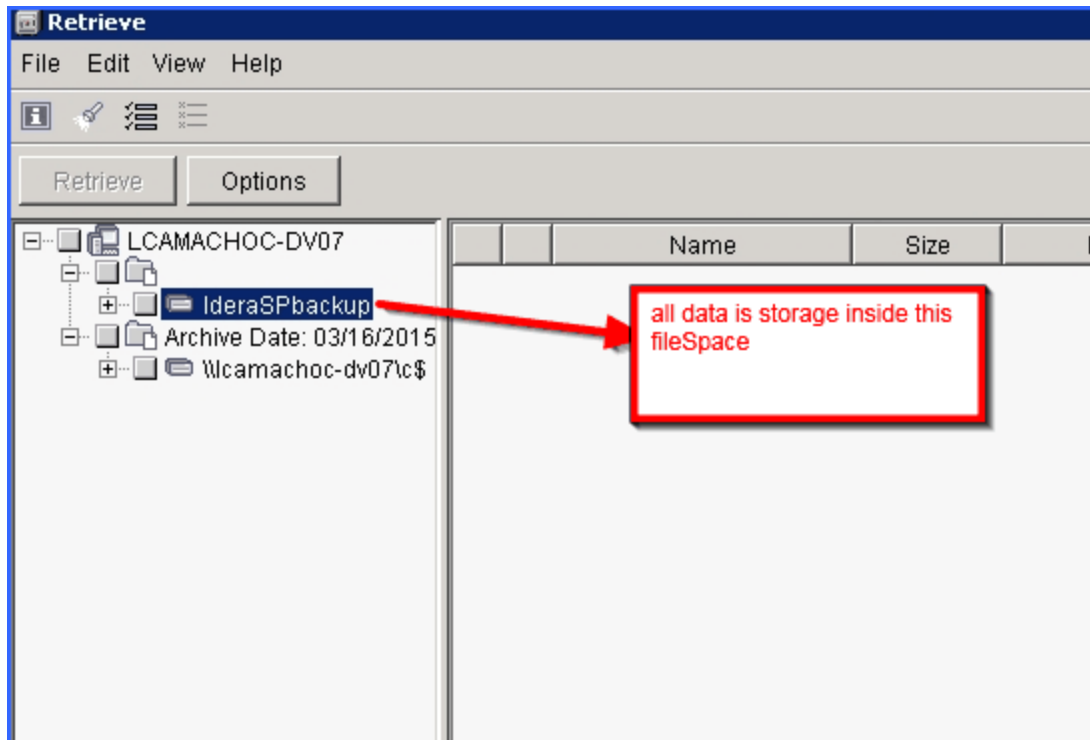 Retrieve
File Edit View Help
Retrieve Options
LCAMACHOC-DV07
Name Size
IderaSPbackup
all data is storage inside this
fileSpace
Archive Date: 03/16/2015
\\lcamachoc-dv07\c$